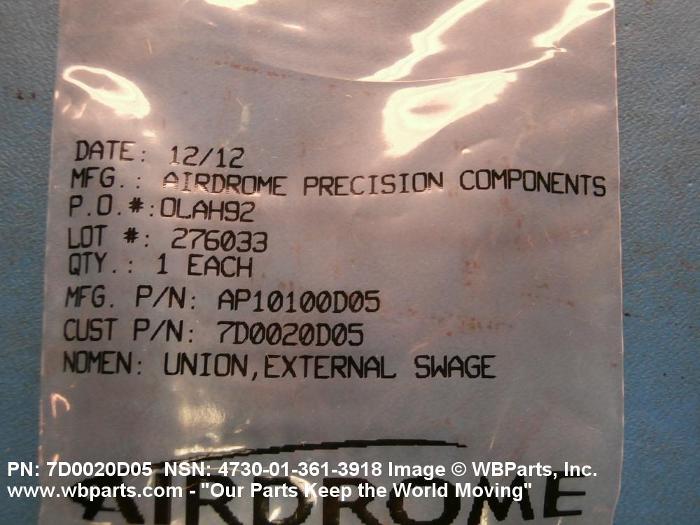 DATE: 12/12
MFG.: AIRDROME PRECISION COMPONENTS
P.O.#:OLAH92
LOT #: 276033
QTY.: 1 EACH
MFG. P/N: AP10100D05
CUST P/N: 7D0020D05
NOMEN: UNION,EXTERNAL SWAGE
AIRDROME
PN: 7D0020D05 NSN: 4730-01-361-3918 Image © WBParts, Inc.
www.wbparts.com - "Our Parts Keep the World Moving"